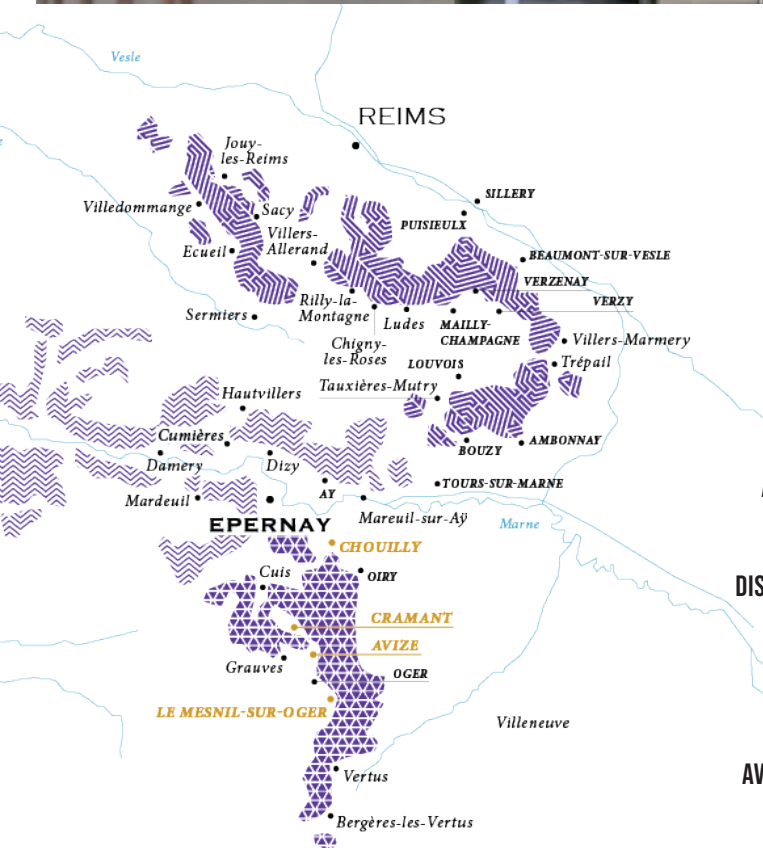 Vesle
REIMS
Jouy-
les-Reims
SILLERY
Villedommange
Sacy
PUISIEULX
Villers-
Allerand
Ecueil
BEAUMONT-SUR-VESLE
VERZENAY
Rilly-la-
Montagne
VERZY
Sermiers
Ludes
MAILLY-
CHAMPAGNE
Villers-Marmery
Chigny-
les-Roses
LOUVOIS
Trépail
Tauxières-Mutry
Hautvillers
Cumières
AMBONNAY
BOUZY
Damery
Dizy
TOURS-SUR-MARNE
AY
Mardeuil
Mareuil-sur-Aÿ
Marne
EPERNAY
CHOUILLY
Cuis
OIRY
DIS
CRAMANT
AVIZE
Grauves
OGER
LE MESNIL-SUR-OGER
Villeneuve
Vertus
AV
Bergères-les-Vertus